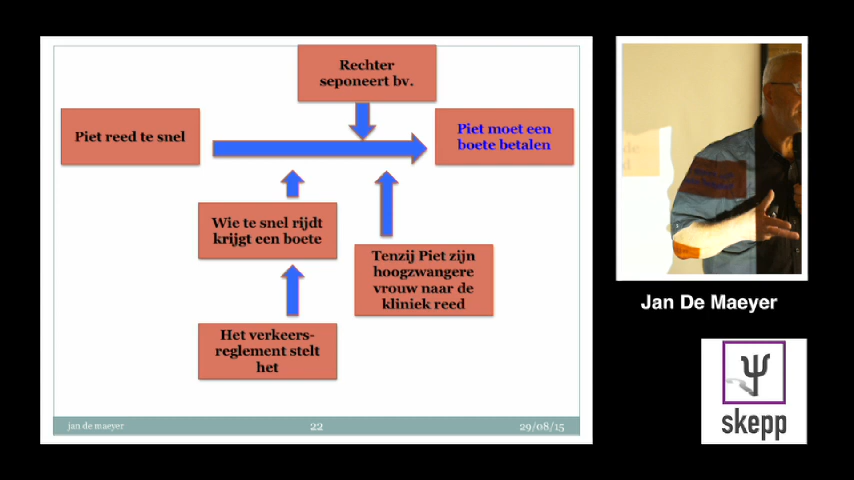 Rechter
seponeert bv.
Piet reed te snel
Piet moet een
boete betalen
Wie te snel rijdt
krijgt een boete
Tenzij Piet zijn
hoogzwangere
vrouw naar de
kliniek reed
Het verkeers-
reglement stelt
het
jan de maeyer
22
29/08/15
Jan De Maeyer
skepp